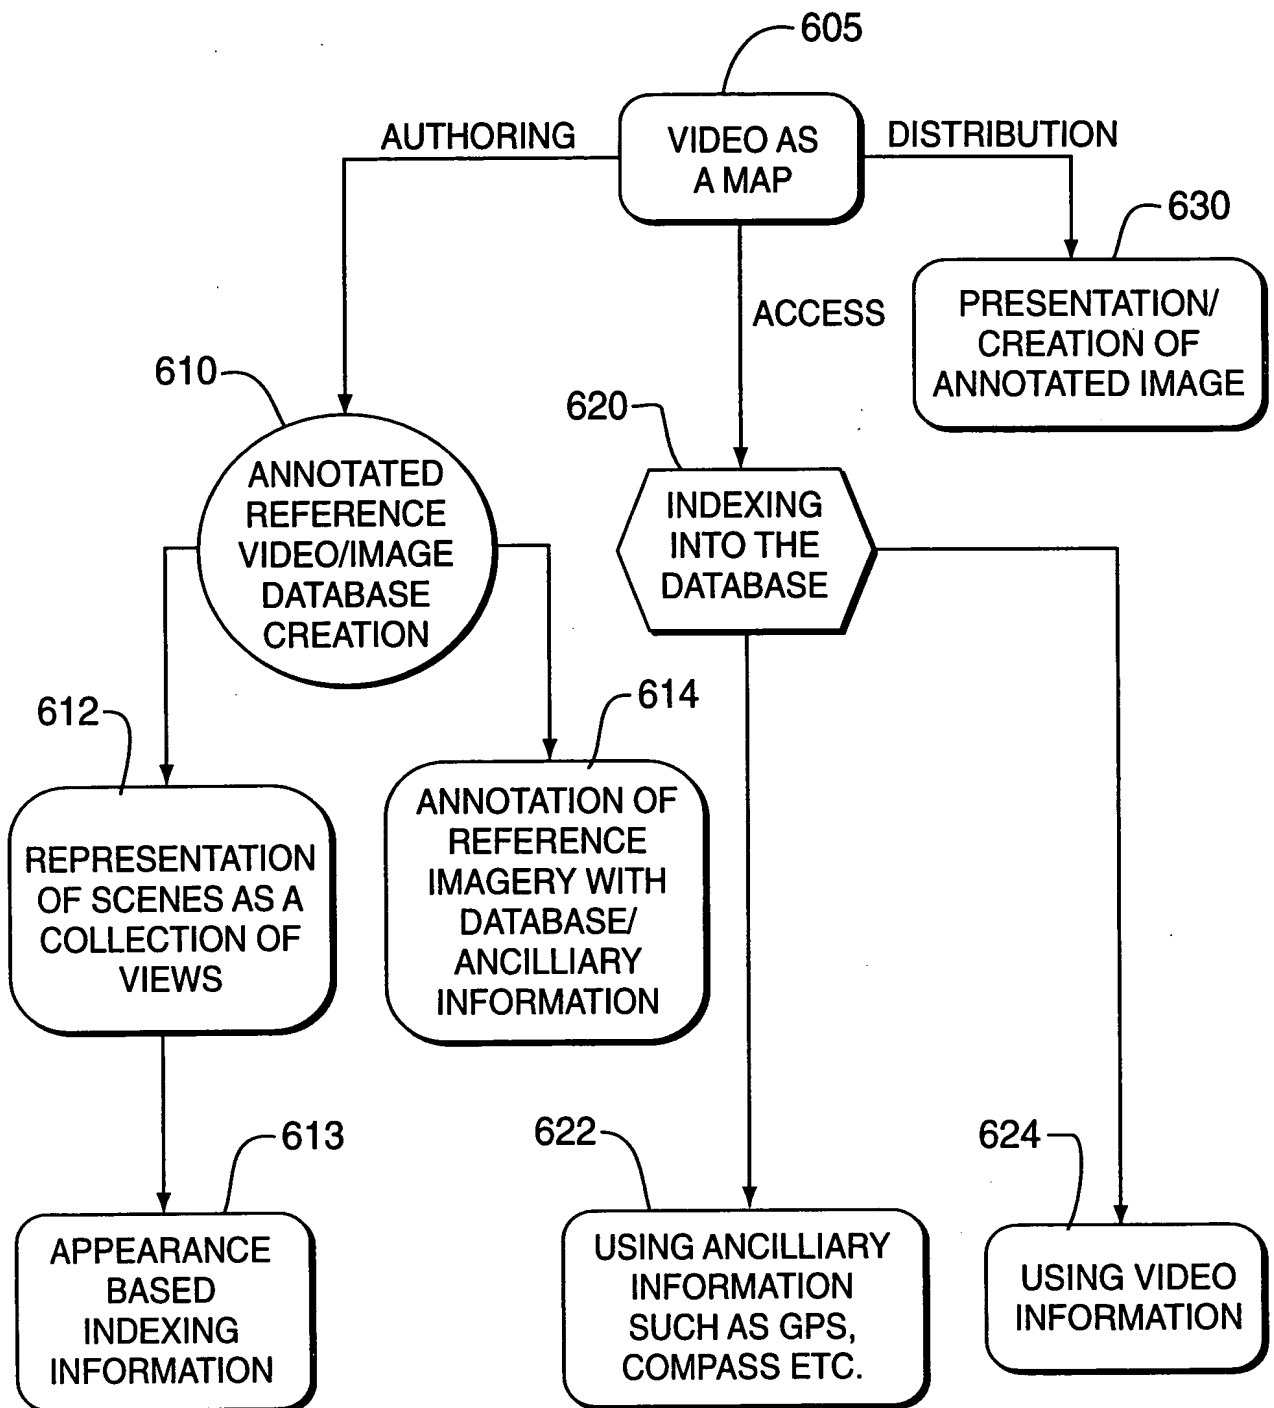 605
VIDEO AS
A MAP
AUTHORING
DISTRIBUTION
ACCESS
630
PRESENTATION/
CREATION OF
ANNOTATED IMAGE
610
ANNOTATED
REFERENCE
VIDEO/IMAGE
DATABASE
CREATION
620
INDEXING
INTO THE
DATABASE
612
REPRESENTATION
OF SCENES AS A
COLLECTION OF
VIEWS
614
ANNOTATION OF
REFERENCE
IMAGERY WITH
DATABASE/
ANCILLIARY
INFORMATION
613
APPEARANCE
BASED
INDEXING
INFORMATION
622
USING ANCILLIARY
INFORMATION
SUCH AS GPS,
COMPASS ETC.
624
USING VIDEO
INFORMATION